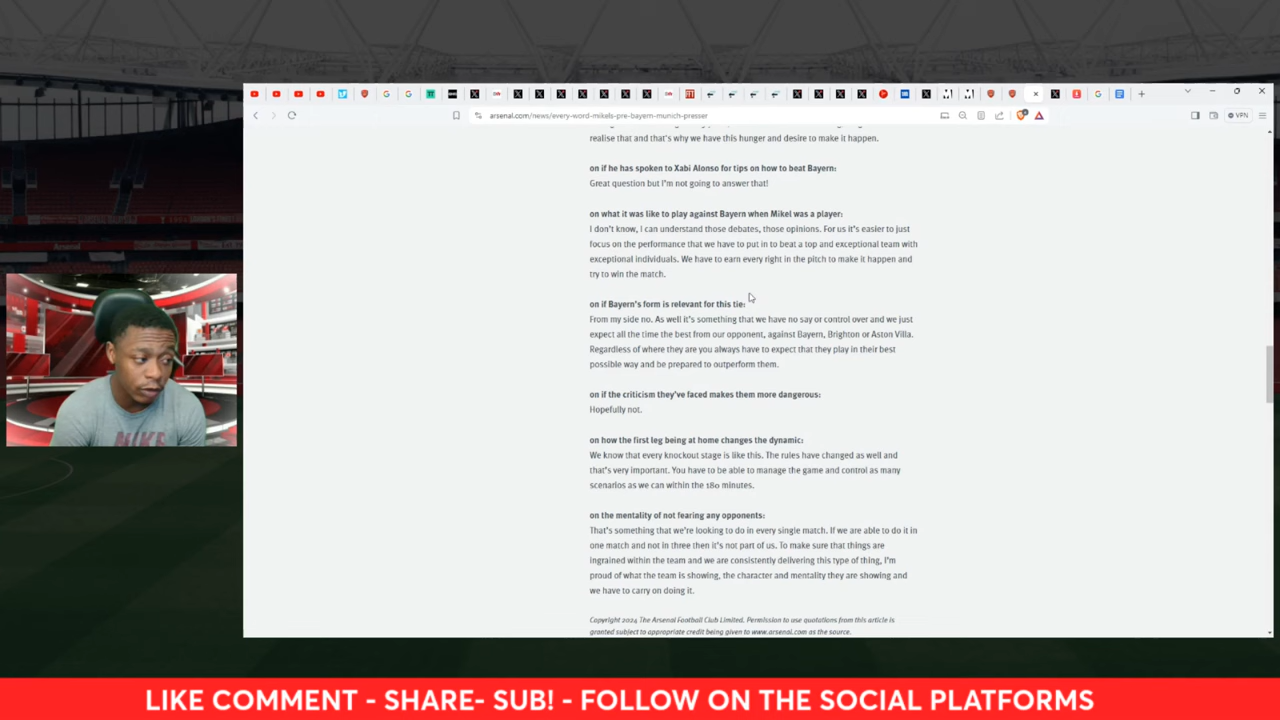 arsenal.com/news/every-word-mikels-pre-bayern-munich-presser
VPN
realise that and that's why we have this hunger and desire to make it happen.
on if he has spoken to Xabi Alonso for tips on how to beat Bayern:
Great question but I'm not going to answer that!
on what it was like to play against Bayern when Mikel was a player:
I don't know, I can understand those debates, those opinions. For us it's easier to just
focus on the performance that we have to put in to beat a top and exceptional team with
exceptional individuals. We have to earn every right in the pitch to make it happen and
try to win the match.
on if Bayern's form is relevant for this tie:
From my side no. As well it's something that we have no say or control over and we just
expect all the time the best from our opponent, against Bayern, Brighton or Aston Villa.
Regardless of where they are you always have to expect that they play in their best
possible way and be prepared to outperform them.
on if the criticism they've faced makes them more dangerous:
Hopefully not.
on how the first leg being at home changes the dynamic:
We know that every knockout stage is like this. The rules have changed as well and
that's very important. You have to be able to manage the game and control as many
scenarios as we can within the 180 minutes.
on the mentality of not fearing any opponents:
That's something that we're looking to do in every single match. If we are able to do it in
one match and not in three then it's not part of us. To make sure that things are
ingrained within the team and we are consistently delivering this type of thing, I'm
proud of what the team is showing, the character and mentality they are showing and
we have to carry on doing it.
Copyright 2024 The Arsenal Football Club Limited. Permission to use quotations from this article is
granted subject to appropriate credit being given to www.arsenal.com as the source.
LIKE COMMENT - SHARE- SUB! - FOLLOW ON THE SOCIAL PLATFORMS